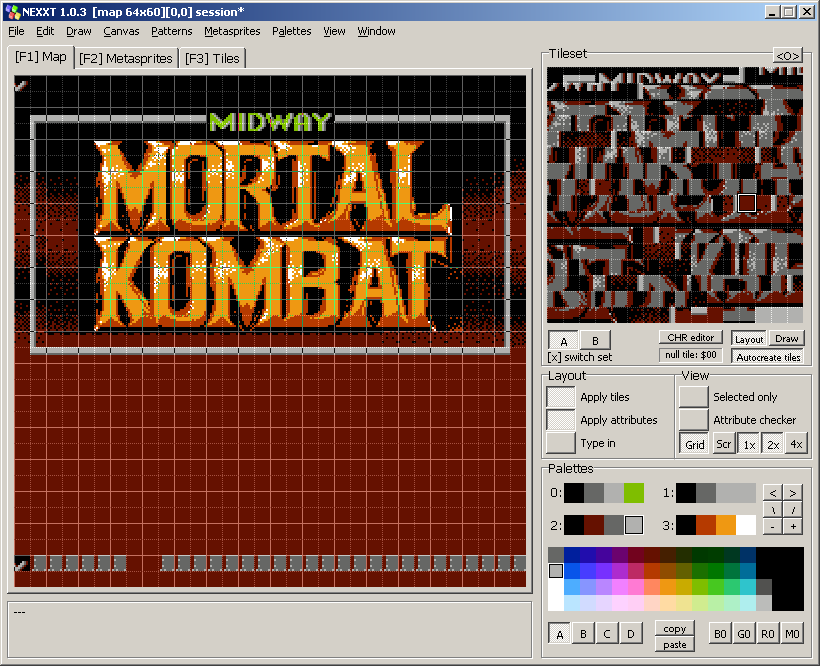 NEXXT 1.0.3 [map 64x60][0,0] session*
File Edit Draw Canvas Patterns Metasprites Palettes View Window
[F1] Map [F2] Metasprites [F3] Tiles
MIDWAY
MORTAL
KOMBAT
---
Tileset <O>
MIDWAY
A B CHR editor Layout Draw
[x] switch set null tile: $00 Autocreate tiles
Layout
Apply tiles
Apply attributes
Type in
View
Selected only
Attribute checker
Grid Scr 1x 2x 4x
Palettes
0: 1: < >
\ /
2: 3: - +
A B C D copy paste B0 G0 R0 M0